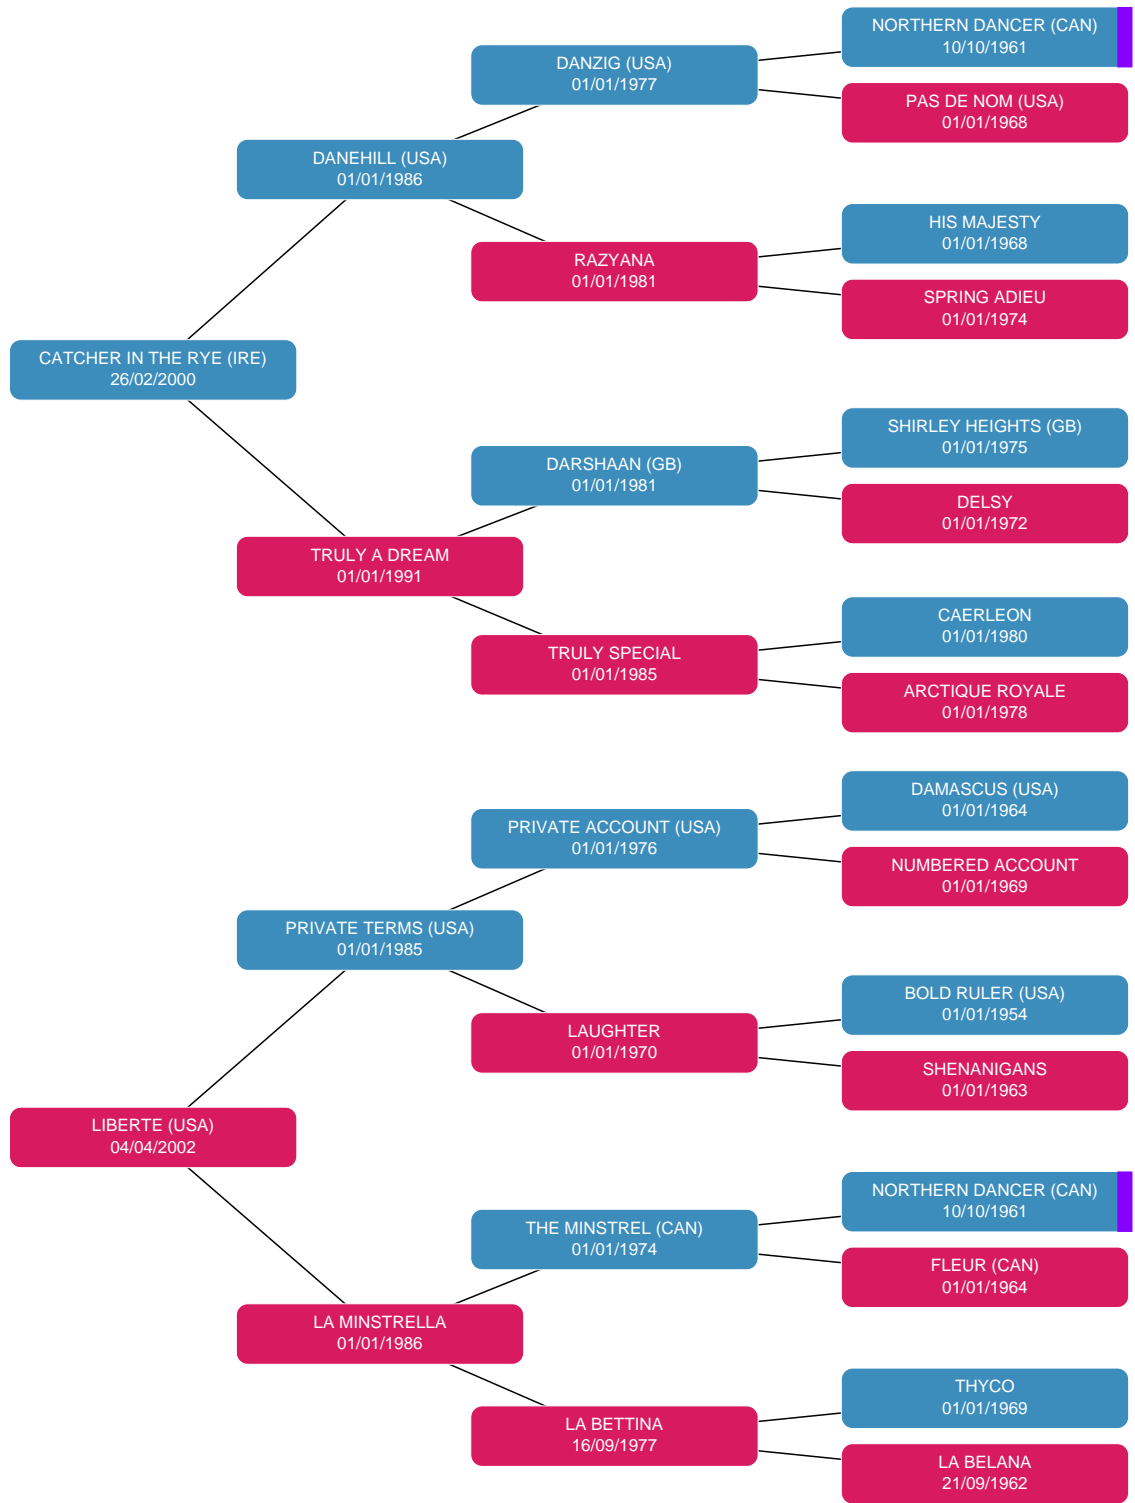 NORTHERN DANCER (CAN)
10/10/1961
DANZIG (USA)
01/01/1977
PAS DE NOM (USA)
01/01/1968
DANEHILL (USA)
01/01/1986
HIS MAJESTY
01/01/1968
RAZYANA
01/01/1981
SPRING ADIEU
01/01/1974
CATCHER IN THE RYE (IRE)
26/02/2000
SHIRLEY HEIGHTS (GB)
01/01/1975
DARSHAAN (GB)
01/01/1981
DELSY
01/01/1972
TRULY A DREAM
01/01/1991
CAERLEON
01/01/1980
TRULY SPECIAL
01/01/1985
ARCTIQUE ROYALE
01/01/1978
DAMASCUS (USA)
01/01/1964
PRIVATE ACCOUNT (USA)
01/01/1976
NUMBERED ACCOUNT
01/01/1969
PRIVATE TERMS (USA)
01/01/1985
BOLD RULER (USA)
01/01/1954
LAUGHTER
01/01/1970
SHENANIGANS
01/01/1963
LIBERTE (USA)
04/04/2002
NORTHERN DANCER (CAN)
10/10/1961
THE MINSTREL (CAN)
01/01/1974
FLEUR (CAN)
01/01/1964
LA MINSTRELLA
01/01/1986
THYCO
01/01/1969
LA BETTINA
16/09/1977
LA BELANA
21/09/1962